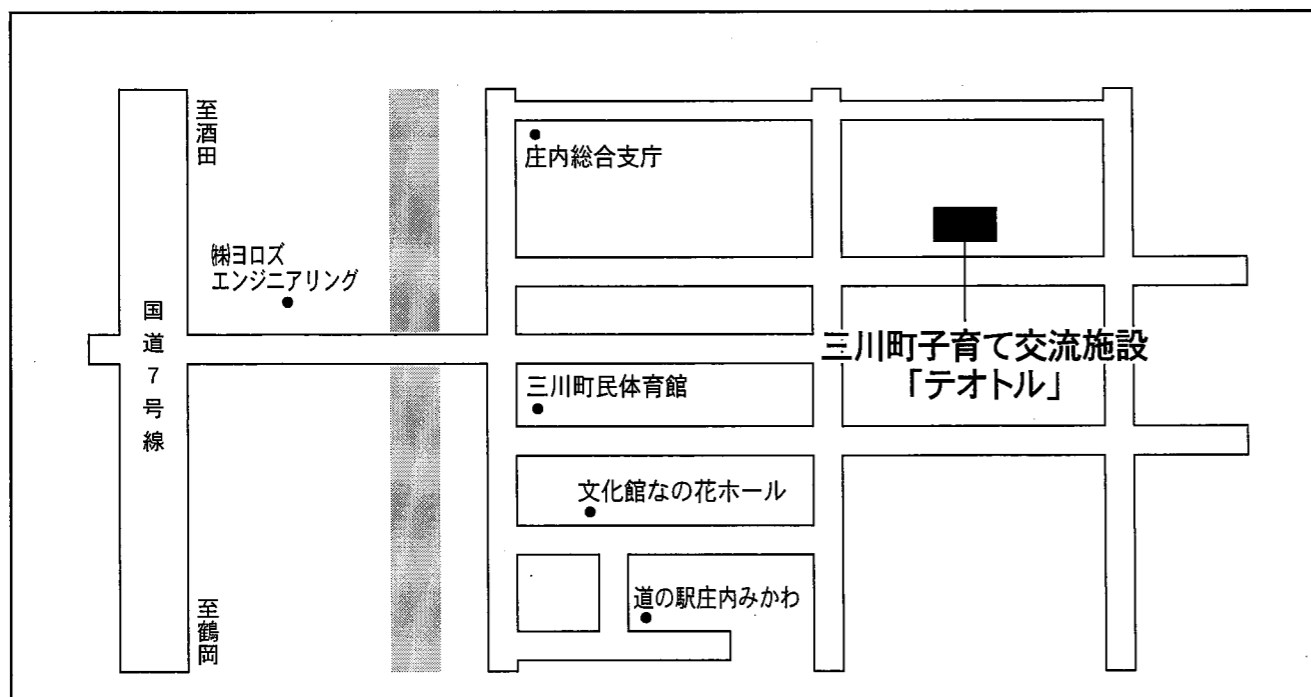 至酒田
庄内総合支庁
㈱ヨロズ
エンジニアリング
国道7号線
三川町子育て交流施設
「テオトル」
三川町民体育館
文化館なの花ホール
道の駅庄内みかわ
至鶴岡